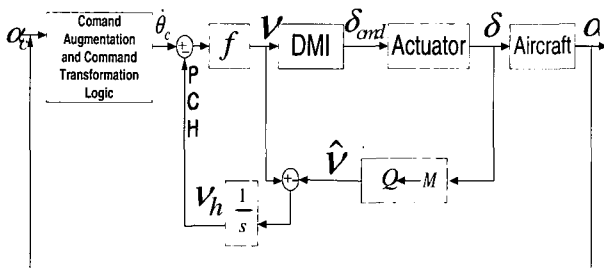 Comand
Augmentation
and Command
Transformation
Logic
α_c
θ̇_c
±
P
C
H
f
ν
DMI
δ_cmd
Actuator
δ
Aircraft
α
ν̂
Q ← M
+
ν_h
1
s